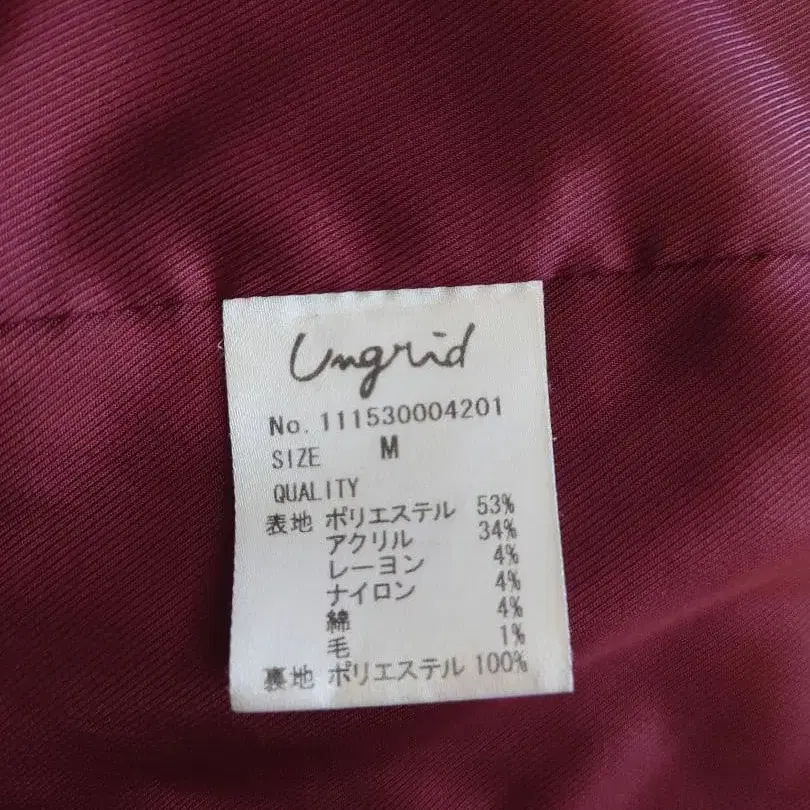 Ungrid
No. 111530004201
SIZE M
QUALITY
表地 ポリエステル 53%
アクリル 34%
レーヨン 4%
ナイロン 4%
綿 4%
毛 1%
裏地 ポリエステル 100%